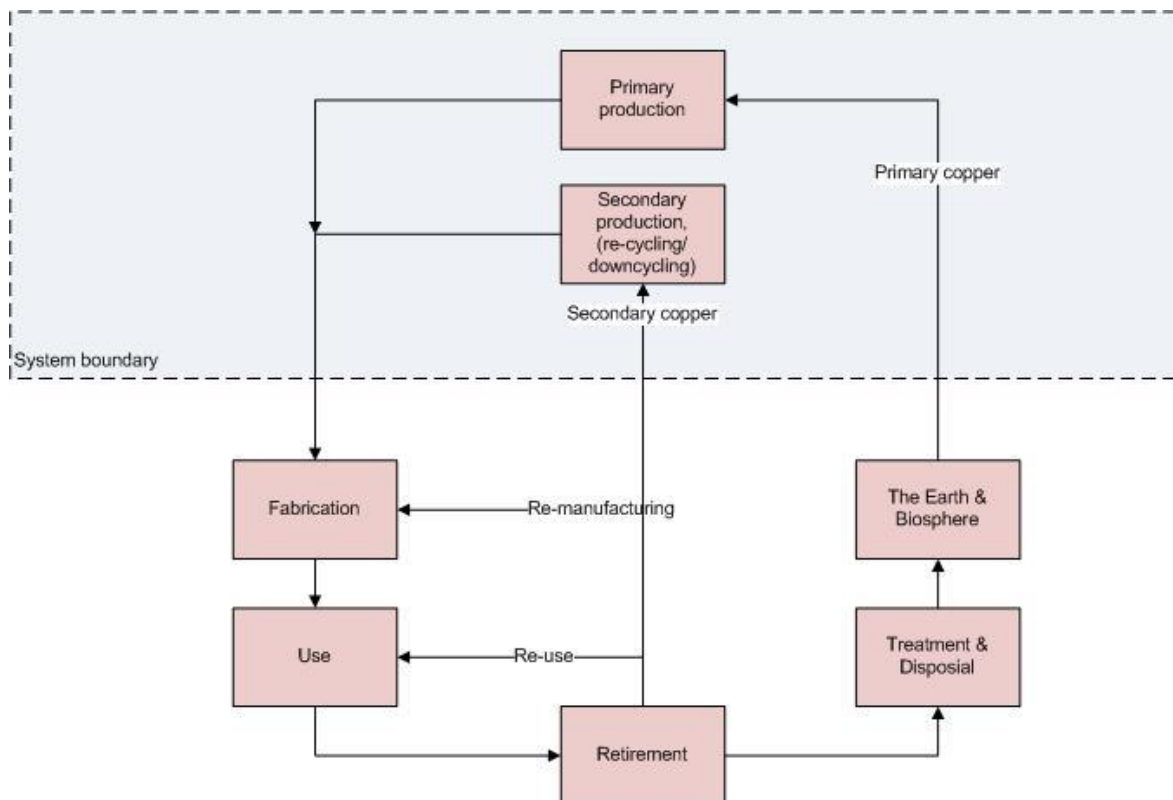 Primary
production
Primary copper
Secondary
production,
(re-cycling/
downcycling)
Secondary copper
System boundary
Fabrication
Re-manufacturing
The Earth &
Biosphere
Use
Re-use
Treatment &
Disposial
Retirement